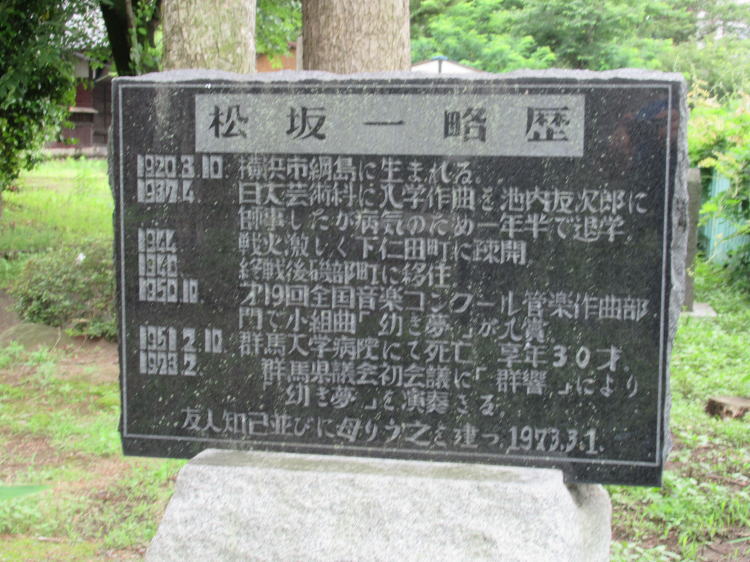 松坂一略歴
1920.3.10. 横浜市綱島に生まれる.
1937.4. 日大芸術科に入学作曲を池内友次郎に
師事したが病気のため一年半で退学.
1944. 戦火激しく下仁田町に疎開.
終戦後磯部町に移住.
1950.10. 才19回全国音楽コンクール管楽作曲部
門で小組曲「幼き夢」が入賞.
1951.2.10. 群馬大学病院にて死亡 享年30才.
群馬県議会初会議に「群響」により
「幼き夢」を演奏さる.
友人知己並びに母りう之を建つ.1973.3.1.